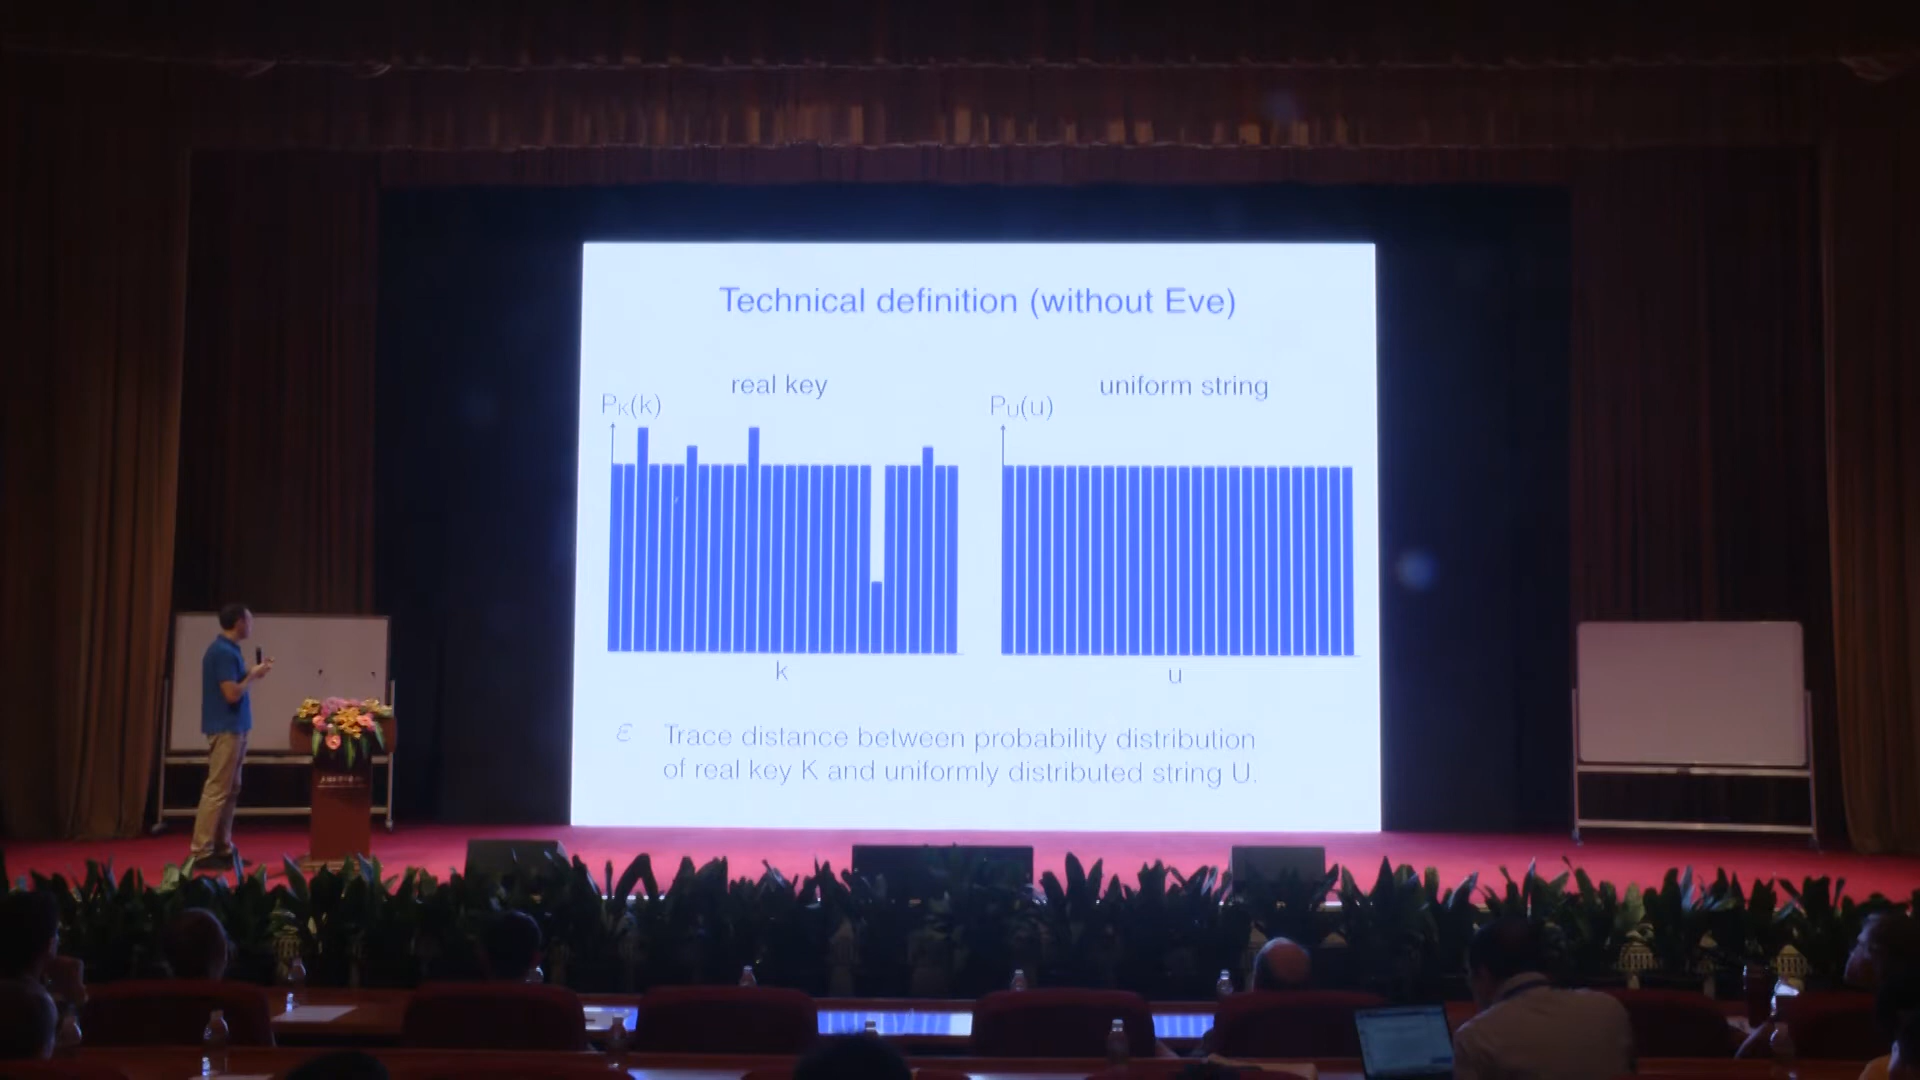 Technical definition (without Eve)
real key
uniform string
PK(k)
PU(u)
k
u
ε Trace distance between probability distribution
of real key K and uniformly distributed string U.